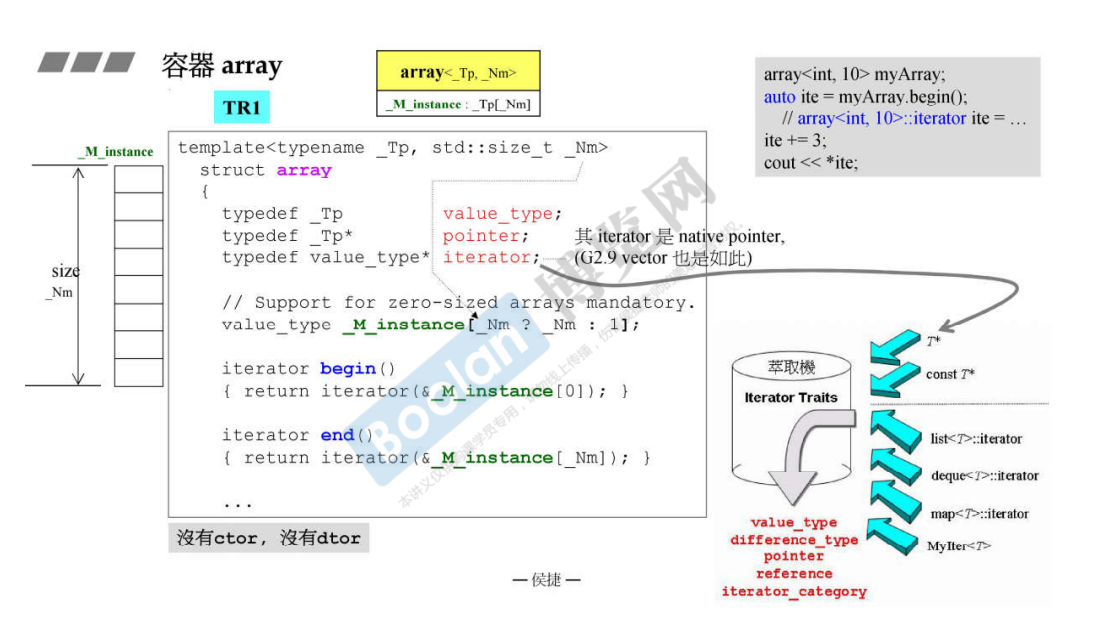 容器 array
TR1
array<_Tp, _Nm>
_M_instance : _Tp[_Nm]
array<int, 10> myArray;
auto ite = myArray.begin();
// array<int, 10>::iterator ite = …
ite += 3;
cout << *ite;
_M_instance
size
_Nm
template<typename _Tp, std::size_t _Nm>
struct array
{
typedef _Tp value_type;
typedef _Tp* pointer;
typedef value_type* iterator;
其 iterator 是 native pointer,
(G2.9 vector 也是如此)
// Support for zero-sized arrays mandatory.
value_type _M_instance[_Nm ? _Nm : 1];
iterator begin()
{ return iterator(&_M_instance[0]); }
iterator end()
{ return iterator(&_M_instance[_Nm]); }
...
沒有ctor, 沒有dtor
萃取機
Iterator Traits
T*
const T*
list<T>::iterator
deque<T>::iterator
map<T>::iterator
MyIter<T>
value_type
difference_type
pointer
reference
iterator_category
Boolan
博览网
— 侯捷 —